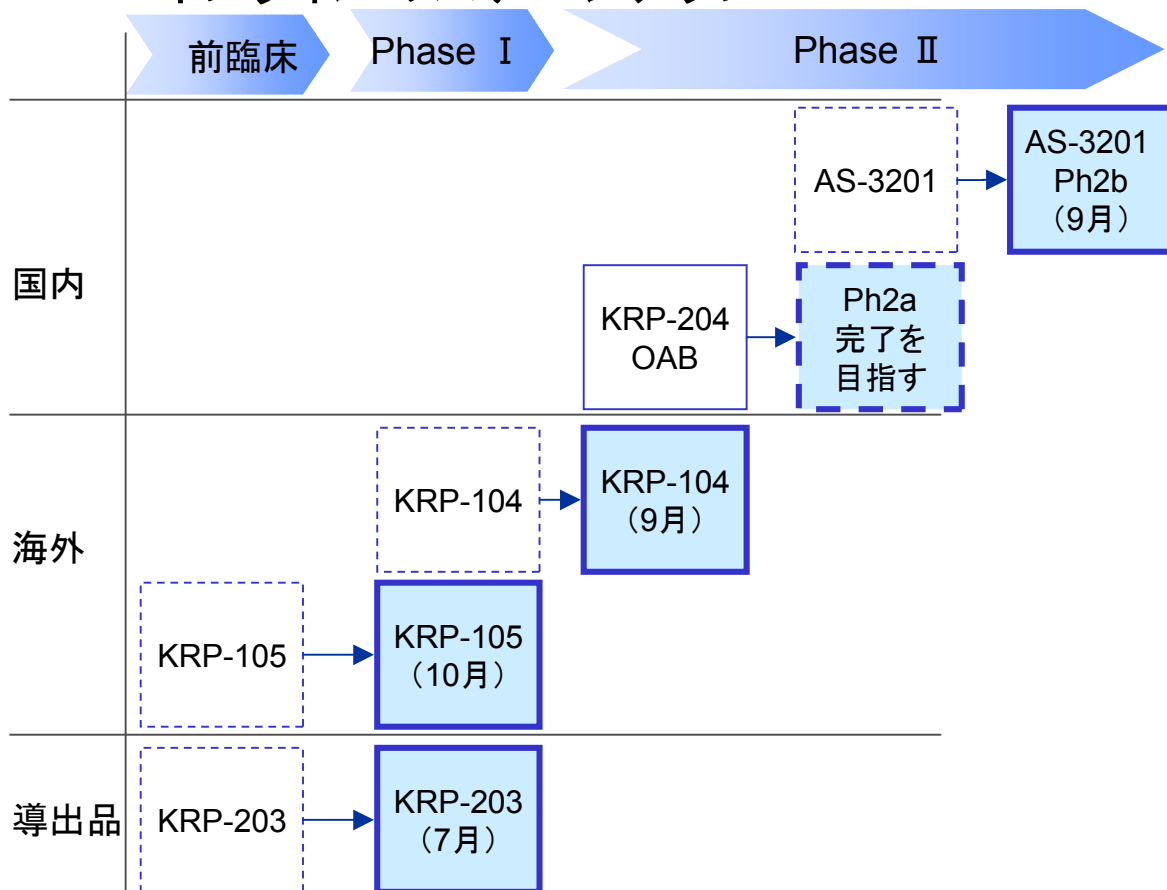 前臨床
Phase Ⅰ
Phase Ⅱ
国内
AS-3201
AS-3201
Ph2b
（9月）
KRP-204
OAB
Ph2a
完了を
目指す
海外
KRP-104
KRP-104
（9月）
KRP-105
KRP-105
（10月）
導出品
KRP-203
KRP-203
（7月）